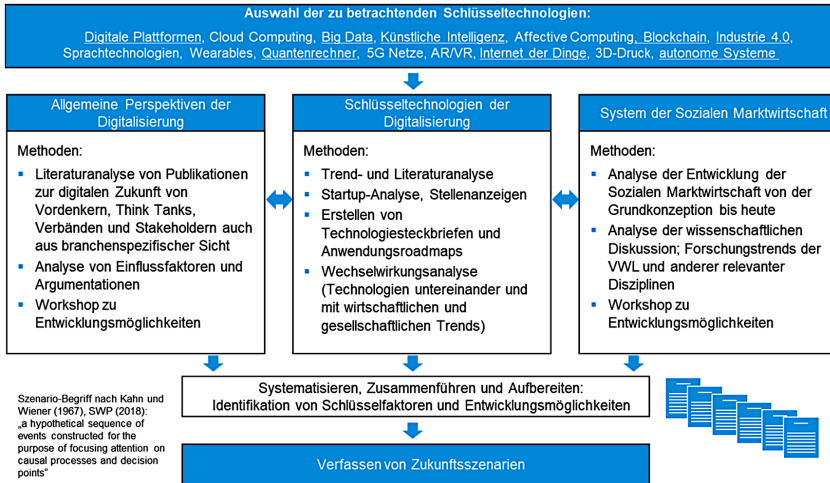 Auswahl der zu betrachtenden Schlüsseltechnologien:
Digitale Plattformen, Cloud Computing, Big Data, Künstliche Intelligenz, Affective Computing, Blockchain, Industrie 4.0,
Sprachtechnologien, Wearables, Quantenrechner, 5G Netze, AR/VR, Internet der Dinge, 3D-Druck, autonome Systeme
Allgemeine Perspektiven der
Digitalisierung
Methoden:
Literaturanalyse von Publikationen
zur digitalen Zukunft von
Vordenkern, Think Tanks,
Verbänden und Stakeholdern auch
aus branchenspezifischer Sicht
Analyse von Einflussfaktoren und
Argumentationen
Workshop zu
Entwicklungsmöglichkeiten
Schlüsseltechnologien der
Digitalisierung
Methoden:
Trend- und Literaturanalyse
Startup-Analyse, Stellenanzeigen
Erstellen von
Technologiesteckbriefen und
Anwendungsroadmaps
Wechselwirkungsanalyse
(Technologien untereinander und
mit wirtschaftlichen und
gesellschaftlichen Trends)
System der Sozialen Marktwirtschaft
Methoden:
Analyse der Entwicklung der
Sozialen Marktwirtschaft von der
Grundkonzeption bis heute
Analyse der wissenschaftlichen
Diskussion; Forschungstrends der
VWL und anderer relevanter
Disziplinen
Workshop zu
Entwicklungsmöglichkeiten
Systematisieren, Zusammenführen und Aufbereiten:
Identifikation von Schlüsselfaktoren und Entwicklungsmöglichkeiten
Szenario-Begriff nach Kahn und
Wiener (1967), SWP (2018):
„a hypothetical sequence of
events constructed for the
purpose of focusing attention on
causal processes and decision
points"
Verfassen von Zukunftsszenarien